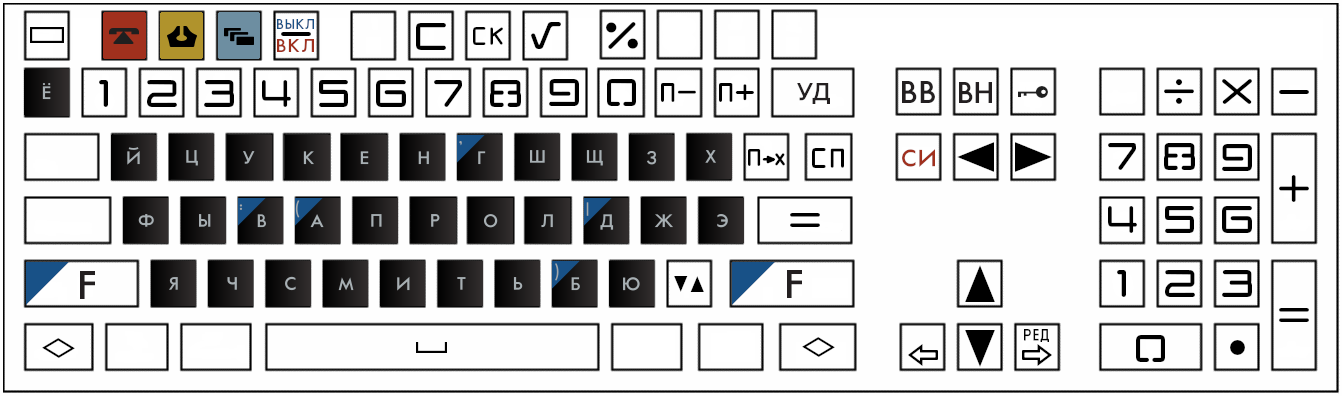 ВЫКЛ ВКЛ С СК √ %
Ё 1 2 3 4 5 6 7 8 9 0 П− П+ УД ВВ ВН ÷ × −
Й Ц У К Е Н ' Г Ш Щ З Х П→х СП СИ 7 8 9 +
Ф Ы : В ( А П Р О Л | Д Ж Э = 4 5 6
F Я Ч С М И Т Ь ) Б Ю F 1 2 3 =
РЕД 0 •